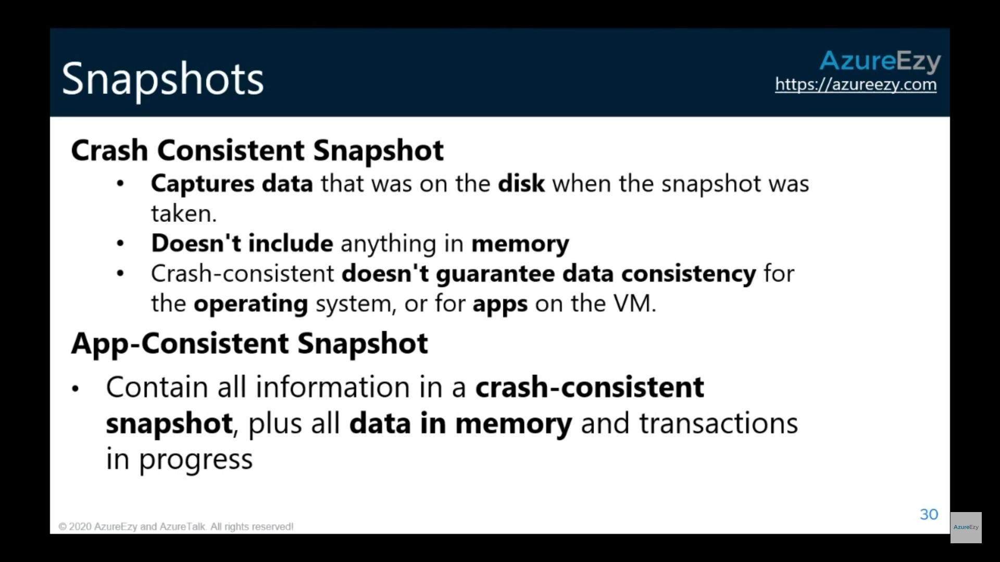 Snapshots
AzureEzy
https://azureezy.com
Crash Consistent Snapshot
• Captures data that was on the disk when the snapshot was
taken.
• Doesn't include anything in memory
• Crash-consistent doesn't guarantee data consistency for
the operating system, or for apps on the VM.
App-Consistent Snapshot
• Contain all information in a crash-consistent
snapshot, plus all data in memory and transactions
in progress
30
© 2020 AzureEzy and AzureTalk. All rights reserved!
AzureEzy